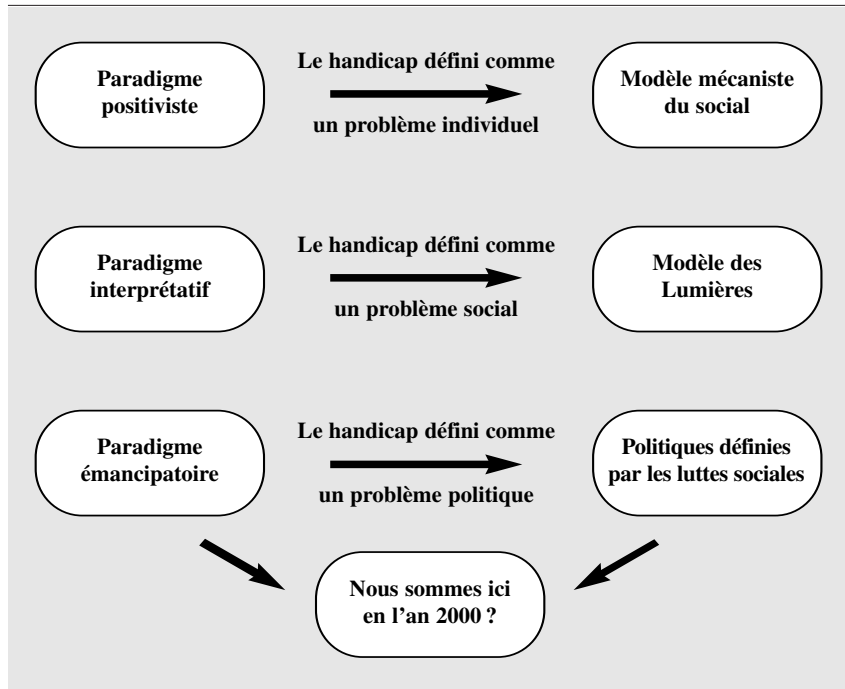 Paradigme
positiviste
Le handicap défini comme
un problème individuel
Modèle mécaniste
du social
Paradigme
interprétatif
Le handicap défini comme
un problème social
Modèle des
Lumières
Paradigme
émancipatoire
Le handicap défini comme
un problème politique
Politiques définies
par les luttes sociales
Nous sommes ici
en l'an 2000 ?